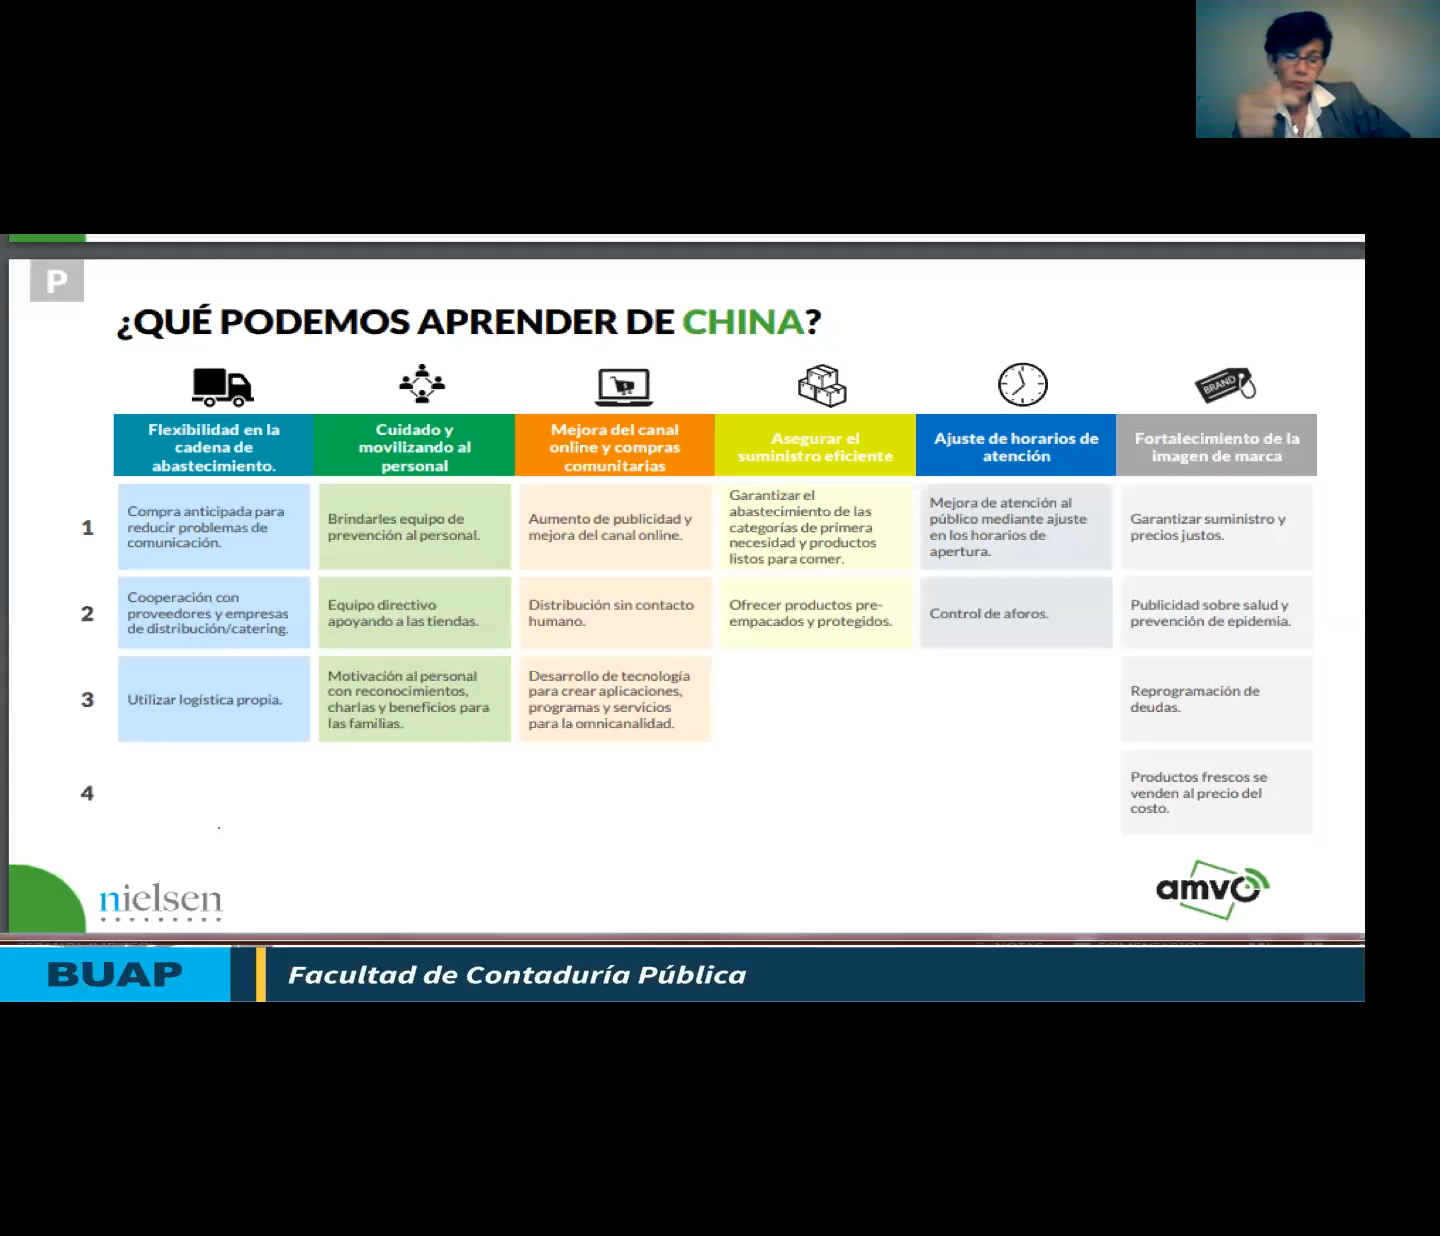 P
¿QUÉ PODEMOS APRENDER DE CHINA?
BRAND
Flexibilidad en la
cadena de
abastecimiento.
Cuidado y
movilizando al
personal
Mejora del canal
online y compras
comunitarias
Asegurar el
suministro eficiente
Ajuste de horarios de
atención
Fortalecimiento de la
imagen de marca
1
Compra anticipada para
reducir problemas de
comunicación.
Brindarles equipo de
prevención al personal.
Aumento de publicidad y
mejora del canal online.
Garantizar el
abastecimiento de las
categorías de primera
necesidad y productos
listos para comer.
Mejora de atención al
público mediante ajuste
en los horarios de
apertura.
Garantizar suministro y
precios justos.
2
Cooperación con
proveedores y empresas
de distribución/catering.
Equipo directivo
apoyando a las tiendas.
Distribución sin contacto
humano.
Ofrecer productos pre-
empacados y protegidos.
Control de aforos.
Publicidad sobre salud y
prevención de epidemia.
3
Utilizar logística propia.
Motivación al personal
con reconocimientos,
charlas y beneficios para
las familias.
Desarrollo de tecnología
para crear aplicaciones,
programas y servicios
para la omnicanalidad.
Reprogramación de
deudas.
4
Productos frescos se
venden al precio del
costo.
nielsen
amvo
BUAP
Facultad de Contaduría Pública